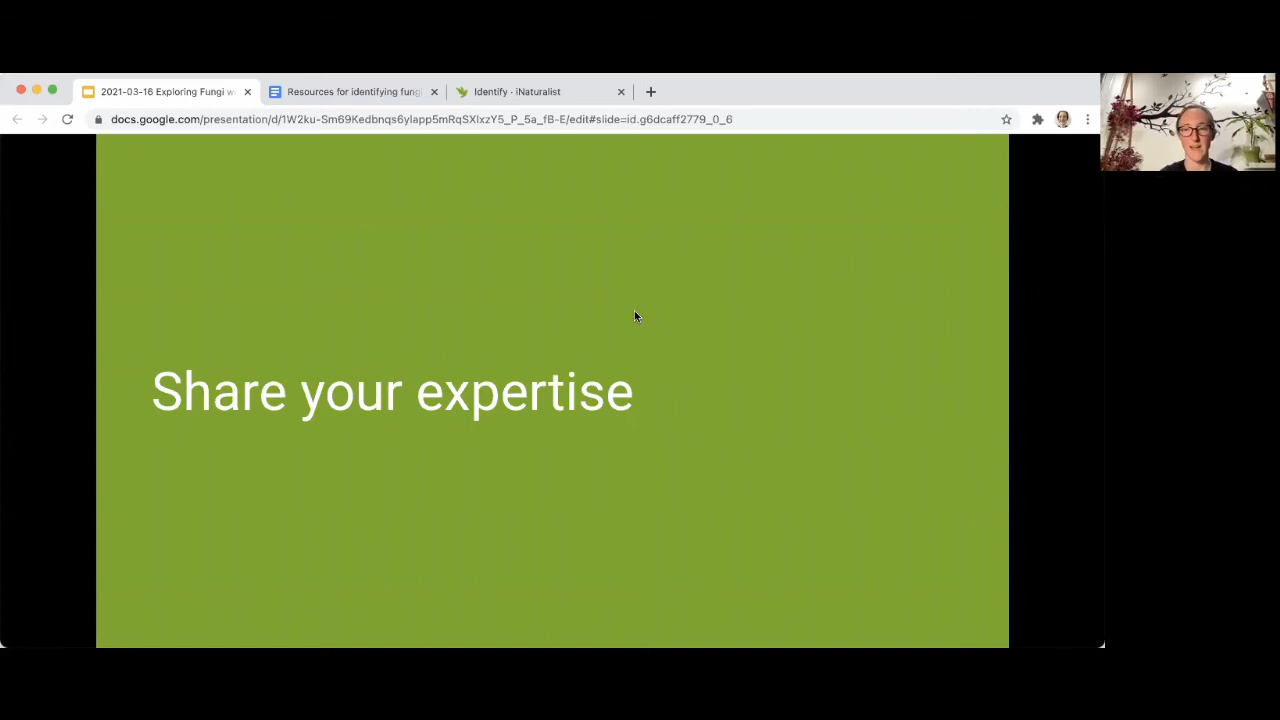 2021-03-16 Exploring Fungi w
Resources for identifying fungi
Identify · iNaturalist
docs.google.com/presentation/d/1W2ku-Sm69Kedbnqs6ylapp5mRqSXlxzY5_P_5a_fB-E/edit#slide=id.g6dcaff2779_0_6
Share your expertise